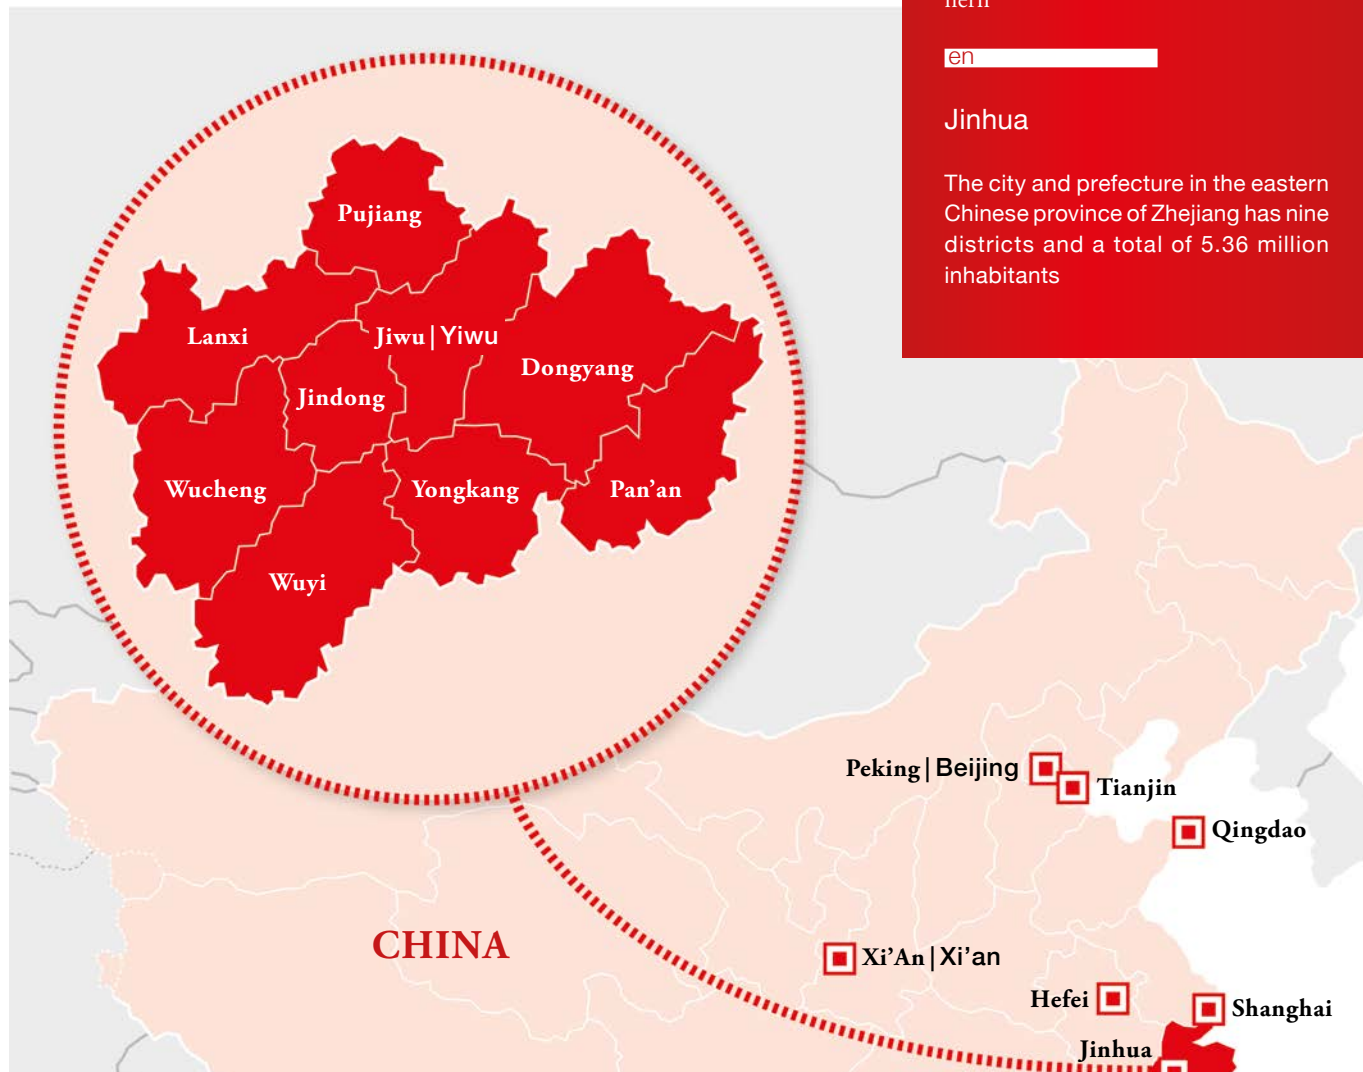 nern
en
Jinhua
The city and prefecture in the eastern
Chinese province of Zhejiang has nine
districts and a total of 5.36 million
inhabitants
Pujiang
Lanxi
Jiwu | Yiwu
Dongyang
Jindong
Wucheng
Yongkang
Pan’an
Wuyi
Peking | Beijing
Tianjin
Qingdao
CHINA
Xi’An | Xi’an
Hefei
Shanghai
Jinhua